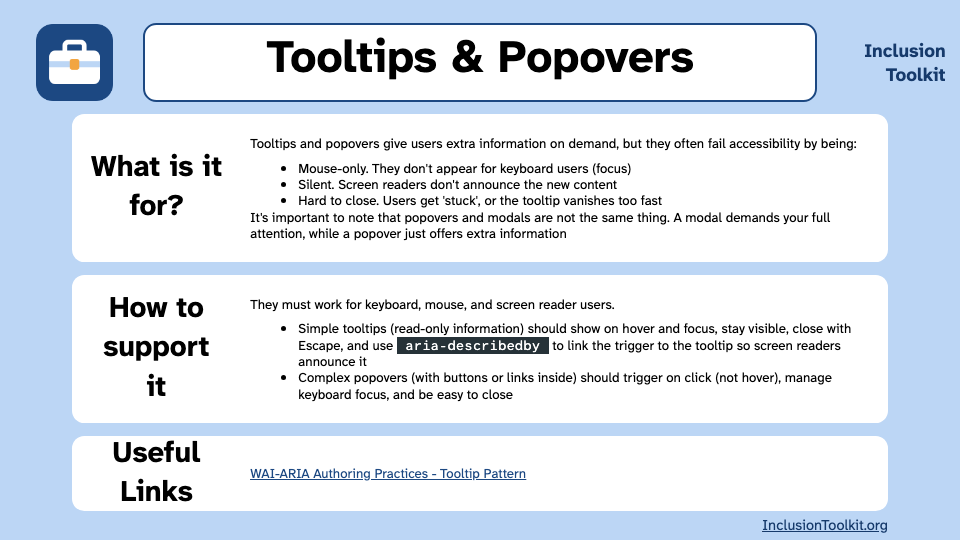 Tooltips & Popovers
Inclusion
Toolkit
What is it
for?
Tooltips and popovers give users extra information on demand, but they often fail accessibility by being:
● Mouse-only. They don't appear for keyboard users (focus)
● Silent. Screen readers don't announce the new content
● Hard to close. Users get 'stuck', or the tooltip vanishes too fast
It's important to note that popovers and modals are not the same thing. A modal demands your full
attention, while a popover just offers extra information
How to
support
it
They must work for keyboard, mouse, and screen reader users.
● Simple tooltips (read-only information) should show on hover and focus, stay visible, close with
Escape, and use aria-describedby to link the trigger to the tooltip so screen readers
announce it
● Complex popovers (with buttons or links inside) should trigger on click (not hover), manage
keyboard focus, and be easy to close
Useful
Links
WAI-ARIA Authoring Practices - Tooltip Pattern
InclusionToolkit.org